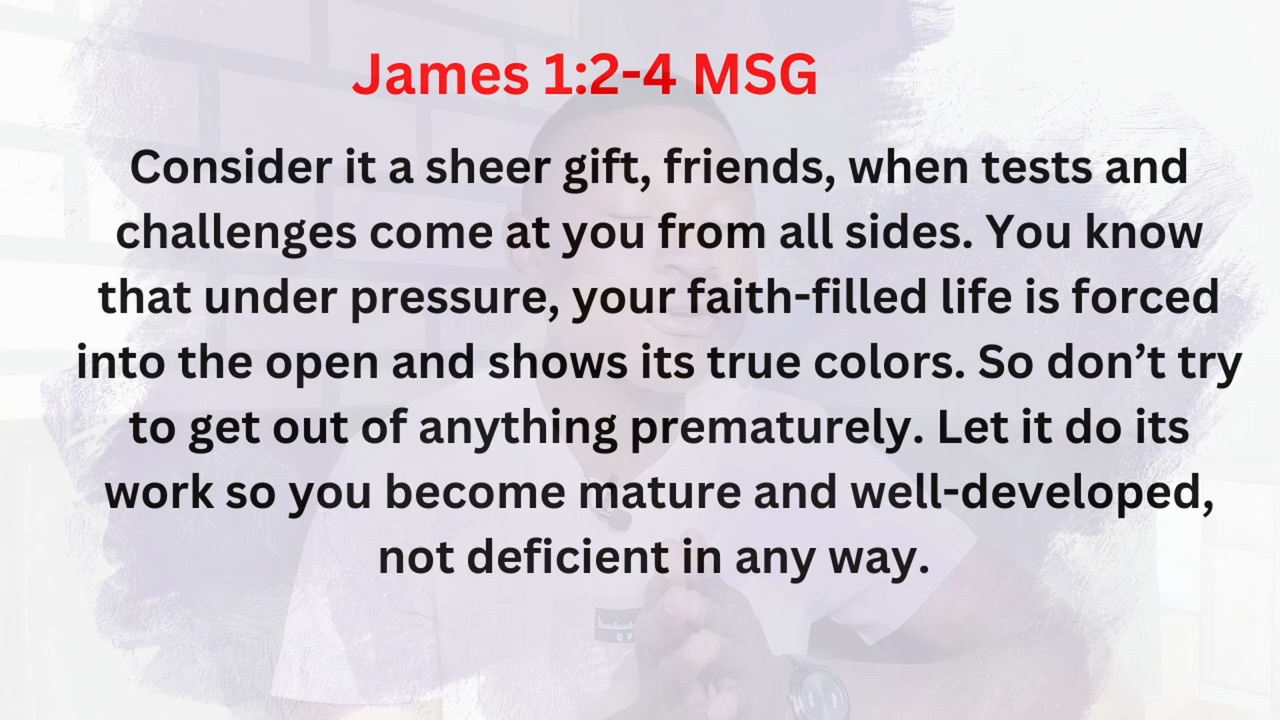 James 1:2-4 MSG
Consider it a sheer gift, friends, when tests and
challenges come at you from all sides. You know
that under pressure, your faith-filled life is forced
into the open and shows its true colors. So don’t try
to get out of anything prematurely. Let it do its
work so you become mature and well-developed,
not deficient in any way.